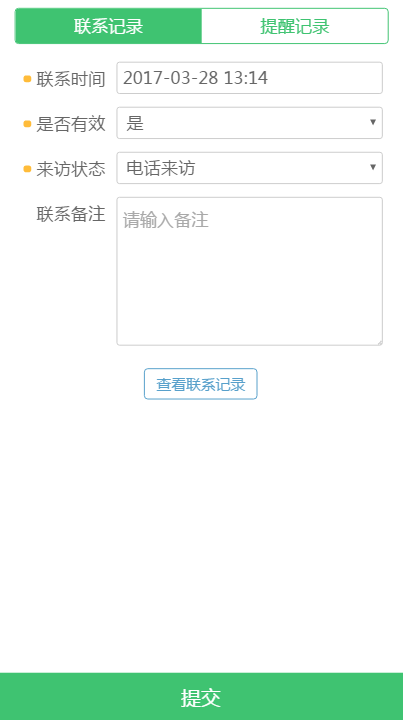 联系记录 提醒记录
联系时间 2017-03-28 13:14
是否有效 是
来访状态 电话来访
联系备注 请输入备注
查看联系记录
提交